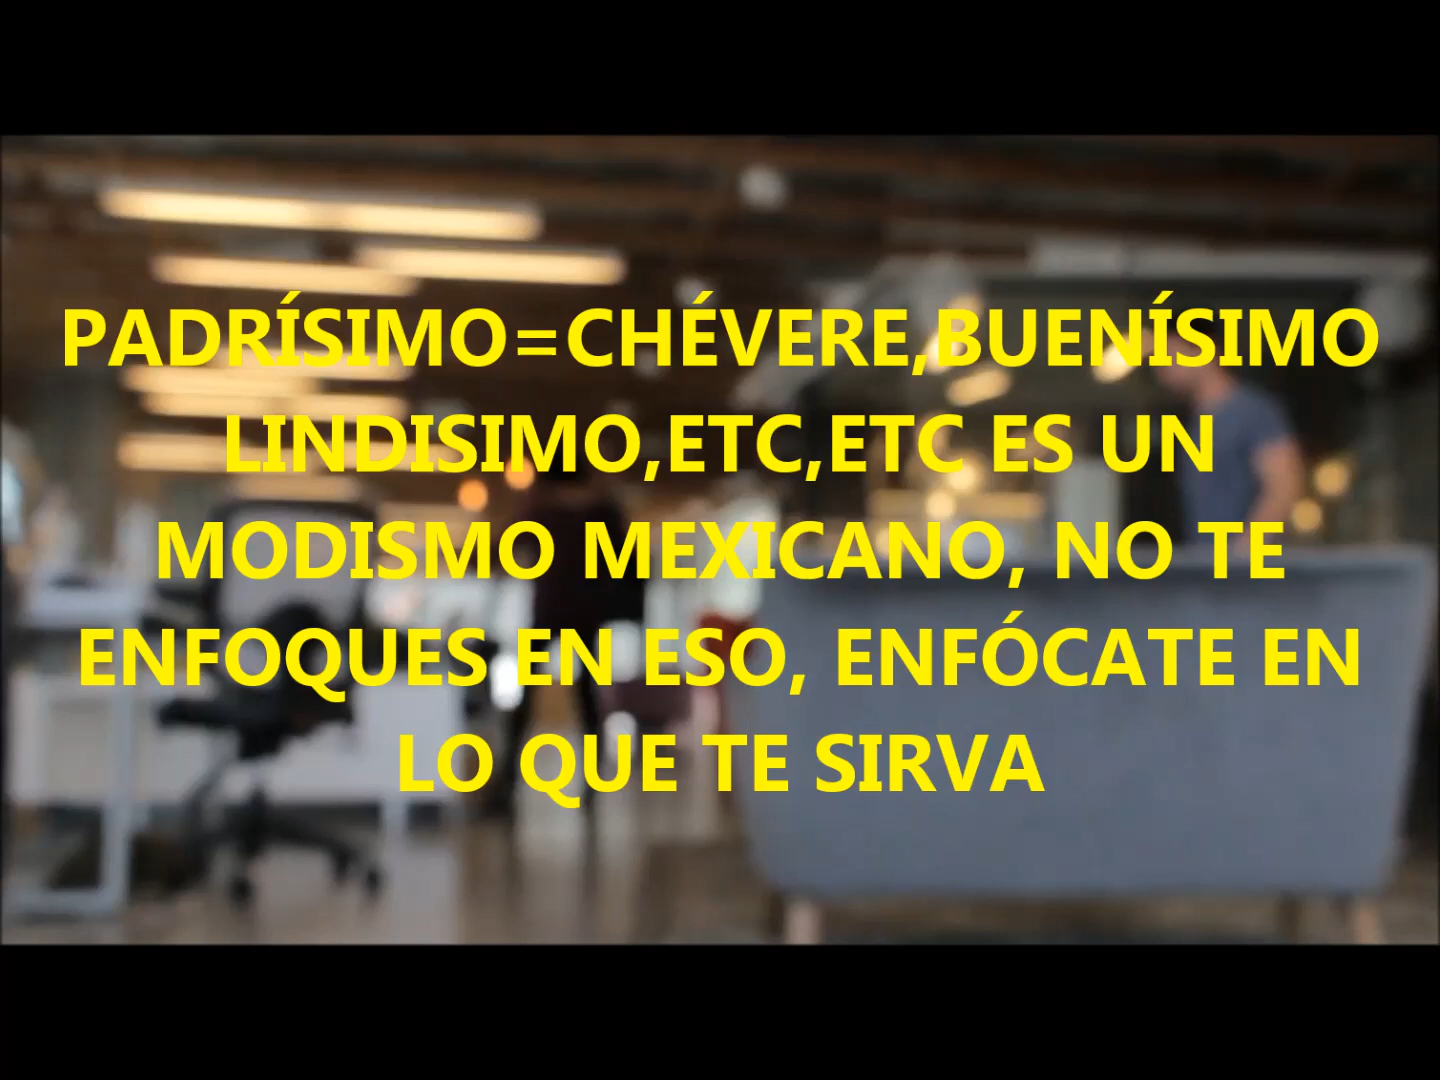 PADRÍSIMO=CHÉVERE,BUENÍSIMO
LINDISIMO,ETC,ETC ES UN
MODISMO MEXICANO, NO TE
ENFOQUES EN ESO, ENFÓCATE EN
LO QUE TE SIRVA